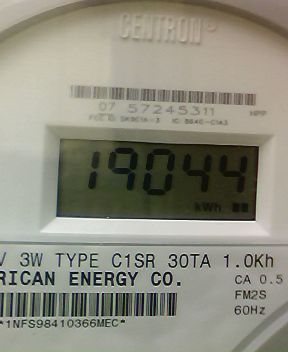 CENTRON®
07 57245311 HPP
19044
kWh
V 3W TYPE C1SR 30TA 1.0Kh
RICAN ENERGY CO. CA 0.5
FM2S
60Hz
*1NFS98410366MEC*